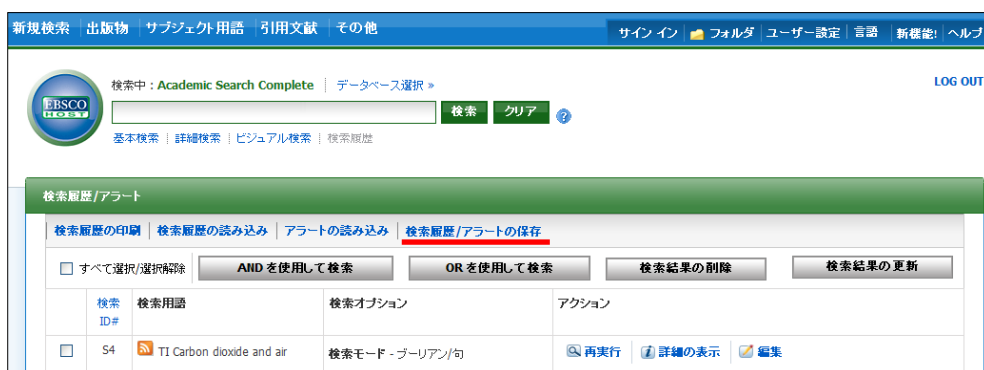 新規検索 出版物 サブジェクト用語 引用文献 その他 サイン イン フォルダ ユーザー設定 言語 新機能! ヘルプ
検索中 : Academic Search Complete データベース選択 » LOG OUT
EBSCO HOST 検索 クリア ?
基本検索 詳細検索 ビジュアル検索 検索履歴
検索履歴/アラート
検索履歴の印刷 検索履歴の読み込み アラートの読み込み 検索履歴/アラートの保存
すべて選択/選択解除 AND を使用して検索 OR を使用して検索 検索結果の削除 検索結果の更新
検索 ID# 検索用語 検索オプション アクション
S4 TI Carbon dioxide and air 検索モード - ブーリアン/句 再実行 詳細の表示 編集